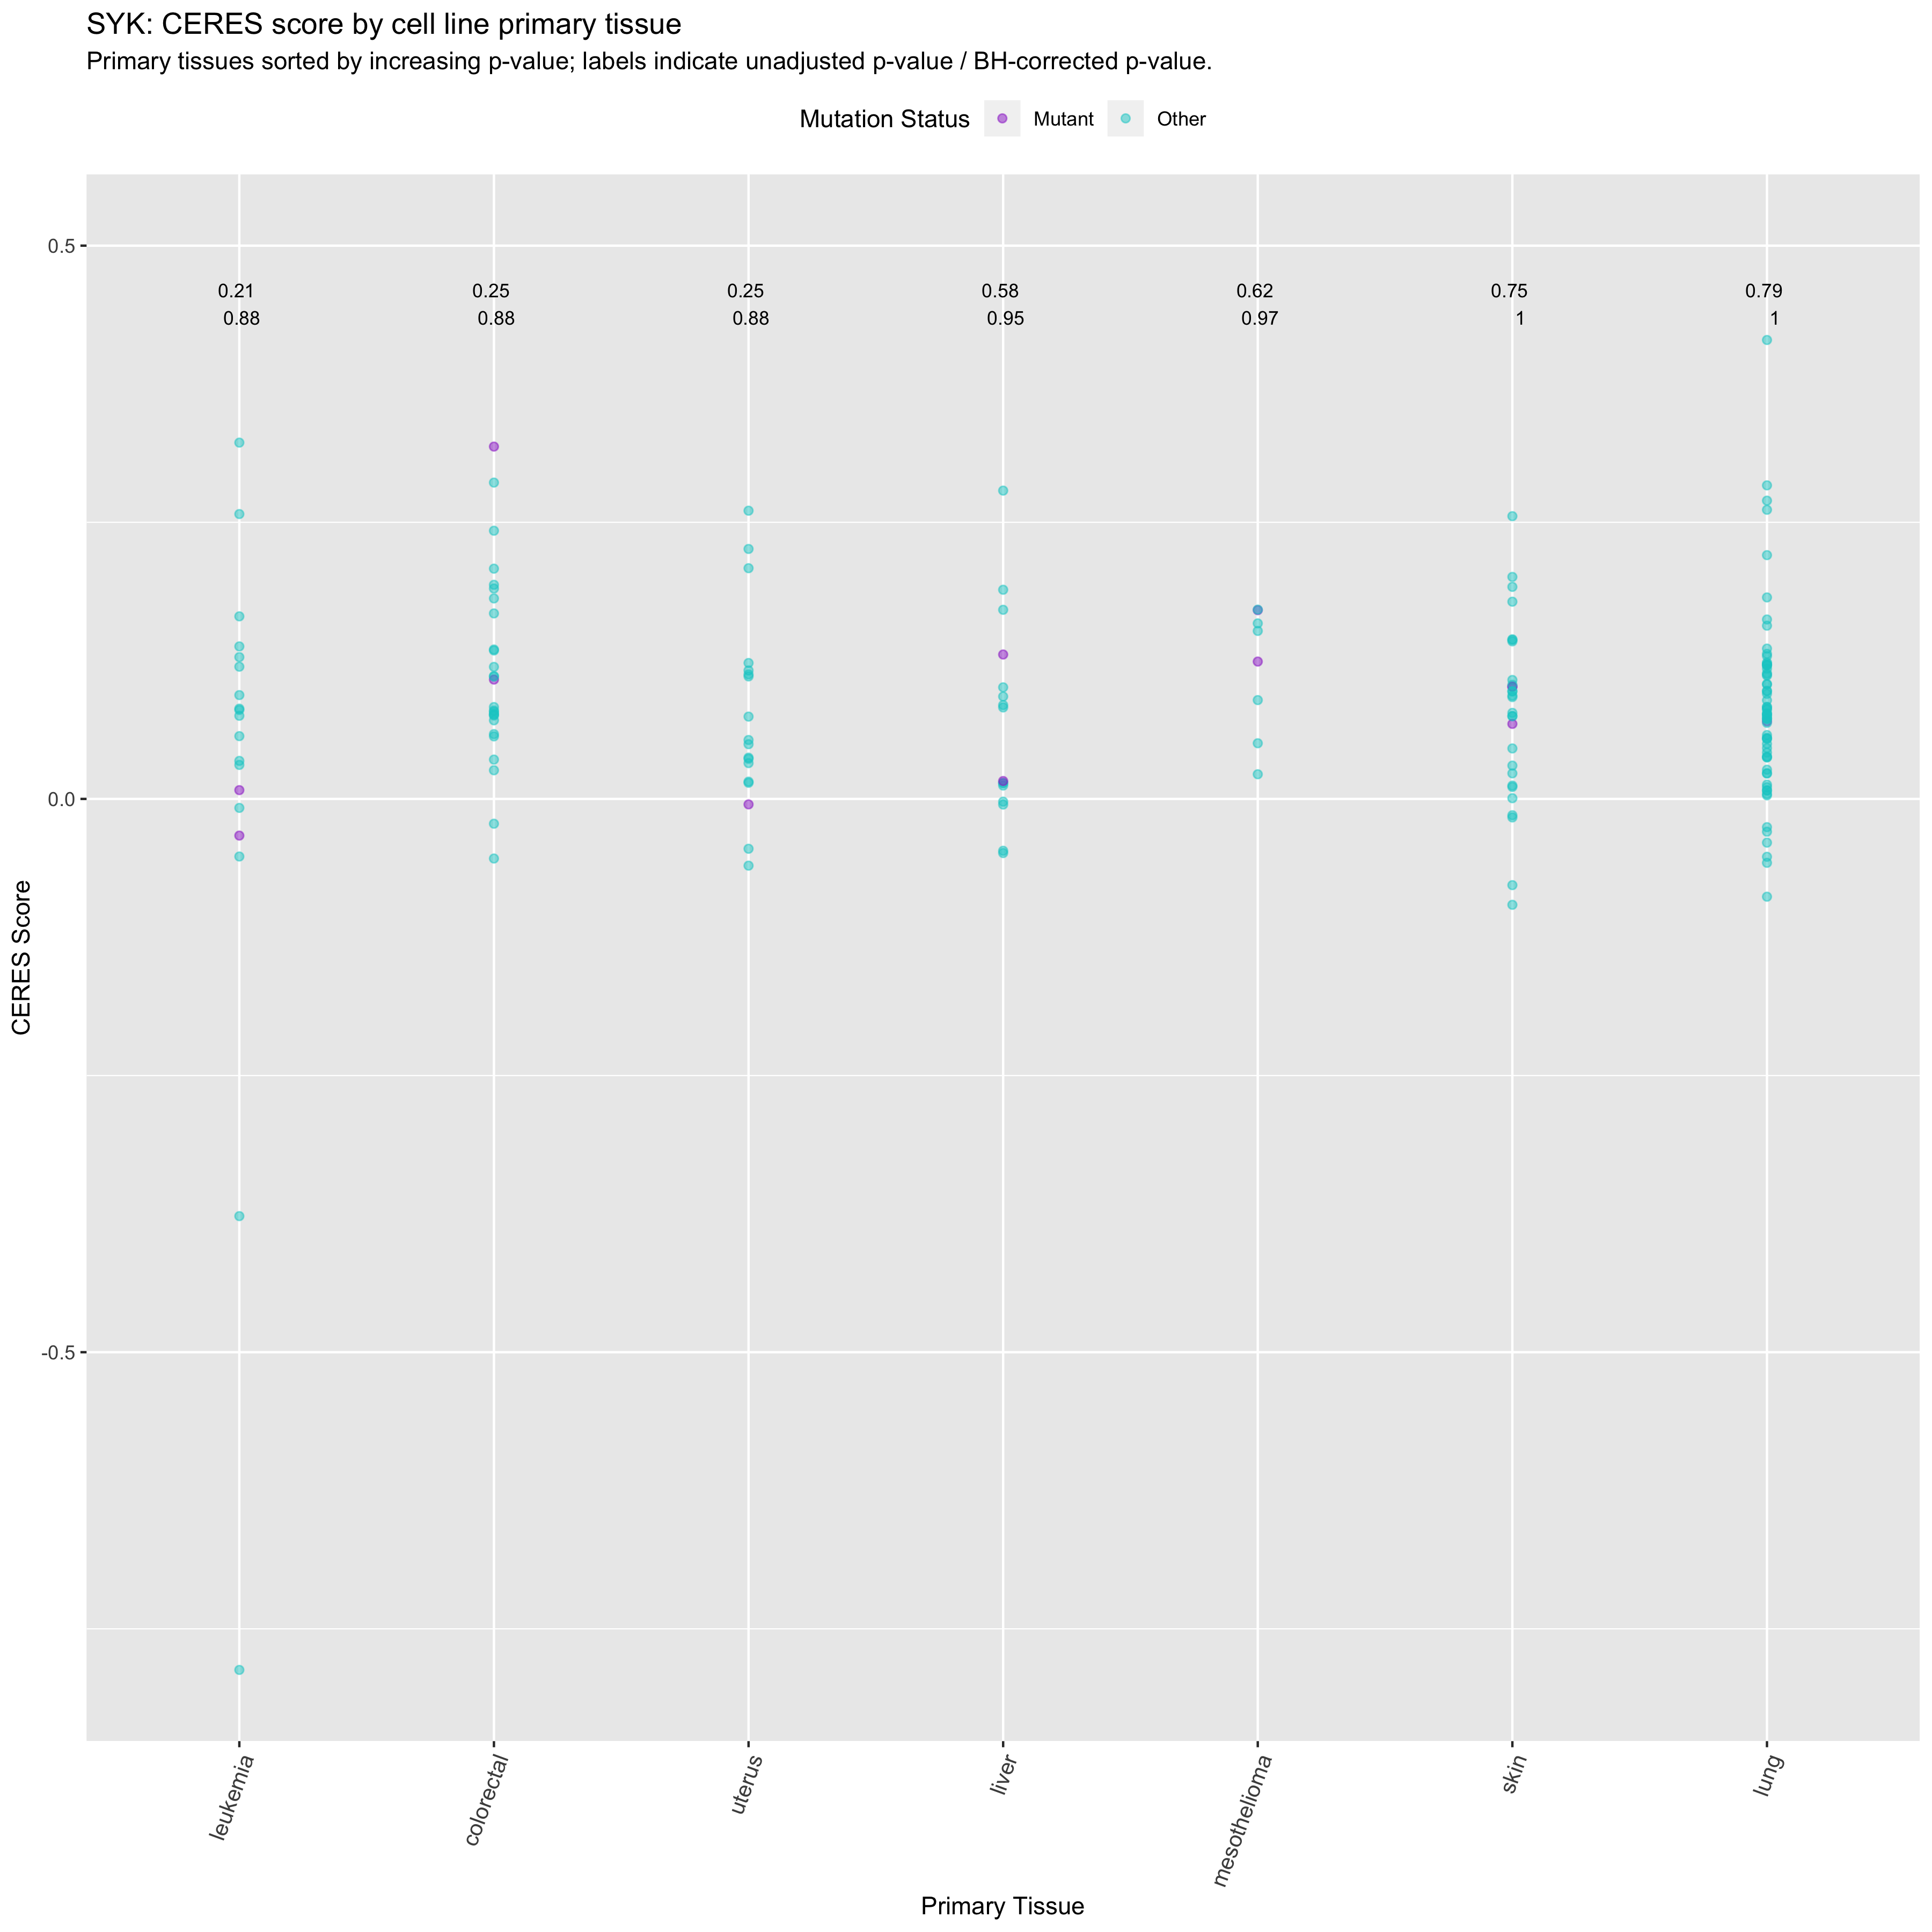 SYK: CERES score by cell line primary tissue
Primary tissues sorted by increasing p-value; labels indicate unadjusted p-value / BH-corrected p-value.
Mutation Status Mutant Other
0.5
0.21 0.25 0.25 0.58 0.62 0.75 0.79
0.88 0.88 0.88 0.95 0.97 1 1
0.0
CERES Score
-0.5
leukemia colorectal uterus liver mesothelioma skin lung
Primary Tissue